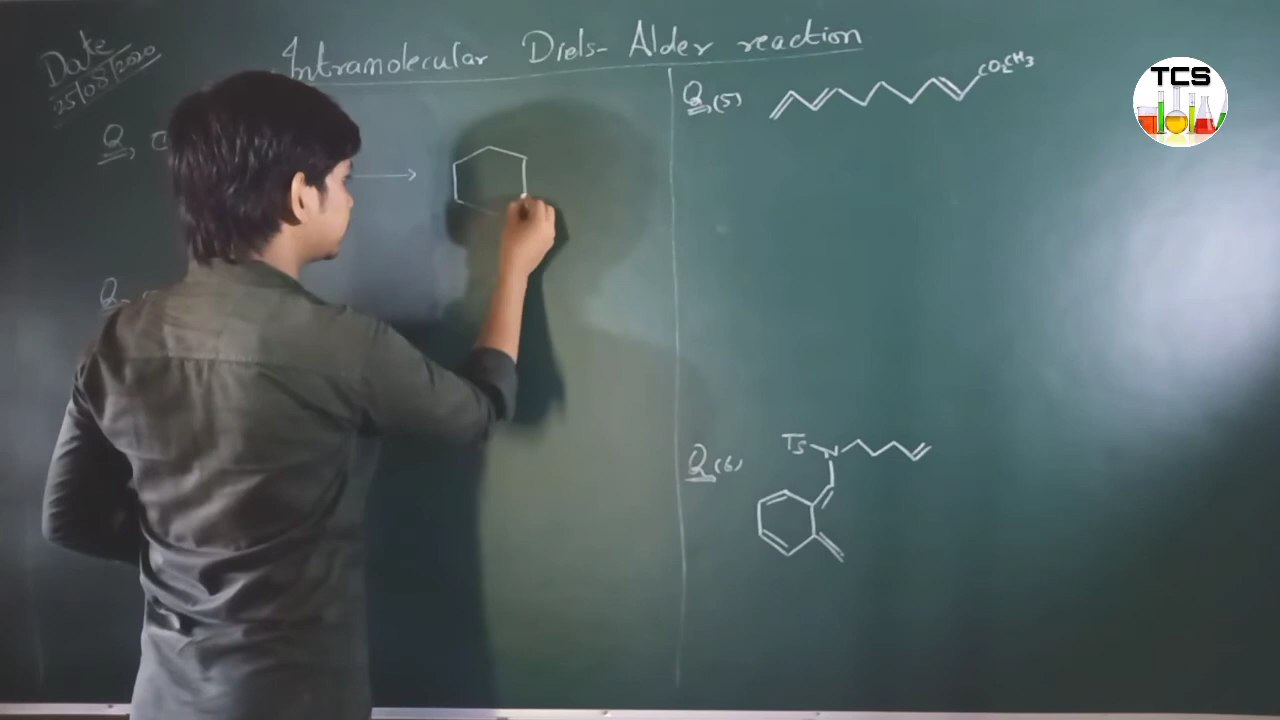 Date
25/08/2020
Intramolecular Diels-Alder reaction
Q,
Q,(5)
CO2CH3
TCS
Q
Q(6)
Ts
N